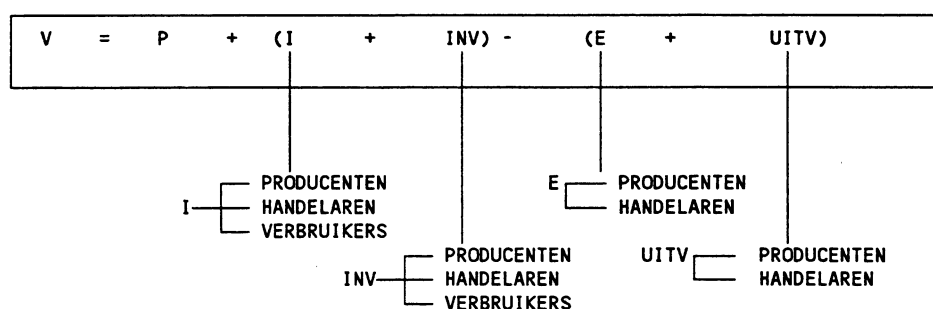 V = P + (I + INV) - (E + UITV)
PRODUCENTEN
I HANDELAREN
VERBRUIKERS
E PRODUCENTEN
HANDELAREN
PRODUCENTEN
INV HANDELAREN
VERBRUIKERS
UITV PRODUCENTEN
HANDELAREN